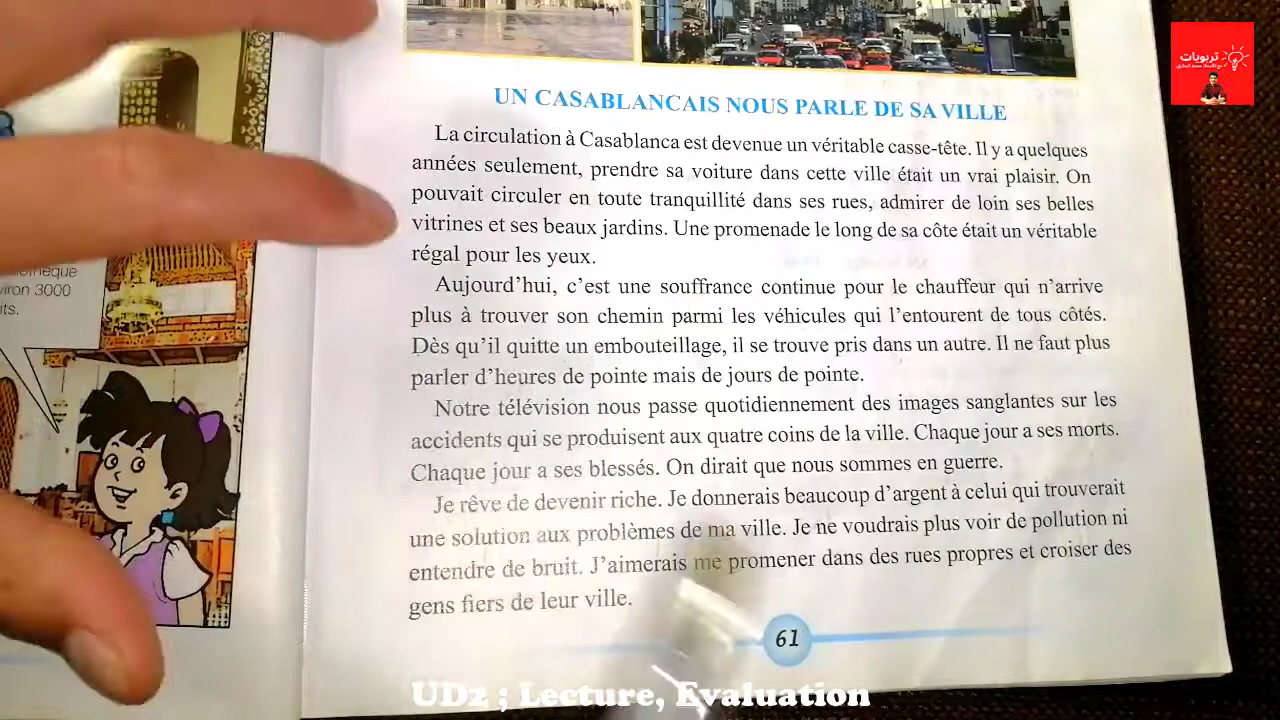 تربويات
UN CASABLANCAIS NOUS PARLE DE SA VILLE
La circulation à Casablanca est devenue un véritable casse-tête. Il y a quelques
années seulement, prendre sa voiture dans cette ville était un vrai plaisir. On
pouvait circuler en toute tranquillité dans ses rues, admirer de loin ses belles
vitrines et ses beaux jardins. Une promenade le long de sa côte était un véritable
régal pour les yeux.
Aujourd'hui, c'est une souffrance continue pour le chauffeur qui n'arrive
plus à trouver son chemin parmi les véhicules qui l'entourent de tous côtés.
Dès qu'il quitte un embouteillage, il se trouve pris dans un autre. Il ne faut plus
parler d'heures de pointe mais de jours de pointe.
Notre télévision nous passe quotidiennement des images sanglantes sur les
accidents qui se produisent aux quatre coins de la ville. Chaque jour a ses morts.
Chaque jour a ses blessés. On dirait que nous sommes en guerre.
Je rêve de devenir riche. Je donnerais beaucoup d'argent à celui qui trouverait
une solution aux problèmes de ma ville. Je ne voudrais plus voir de pollution ni
entendre de bruit. J'aimerais me promener dans des rues propres et croiser des
gens fiers de leur ville.
61
3000
UD2 ; Lecture, Evaluation